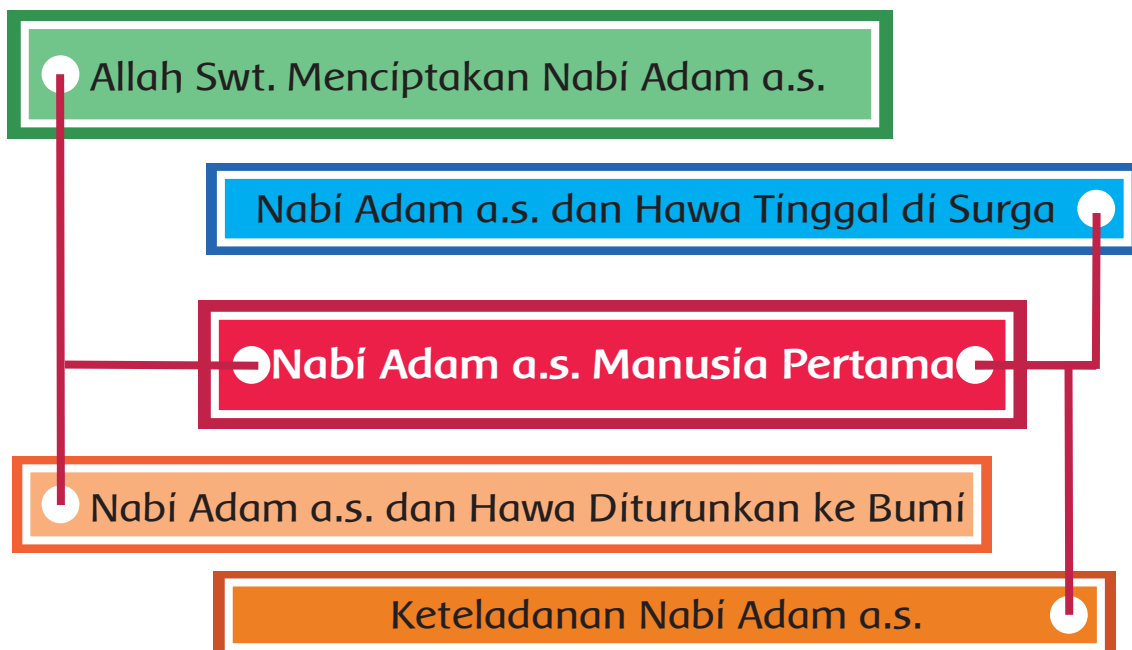 Allah Swt. Menciptakan Nabi Adam a.s.
Nabi Adam a.s. dan Hawa Tinggal di Surga
Nabi Adam a.s. Manusia Pertama
Nabi Adam a.s. dan Hawa Diturunkan ke Bumi
Keteladanan Nabi Adam a.s.